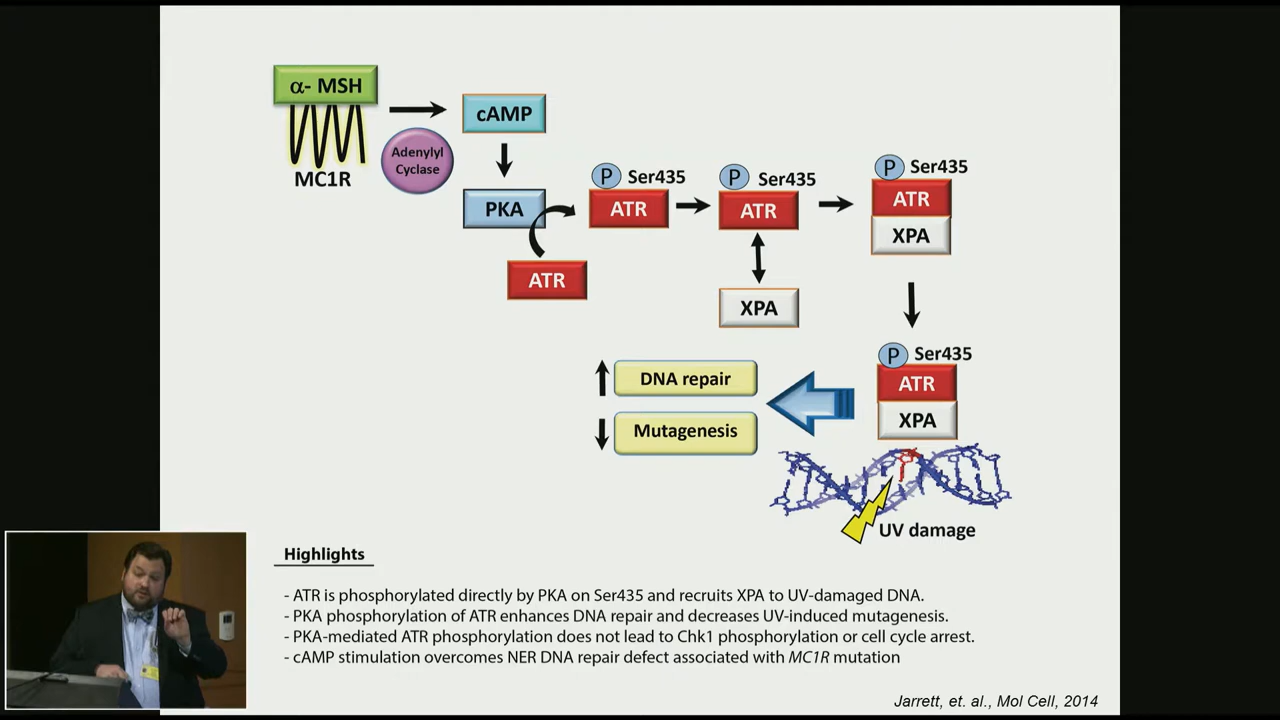 α- MSH
MC1R
Adenylyl
Cyclase
cAMP
PKA
ATR
P
Ser435
ATR
P
Ser435
ATR
XPA
P
Ser435
ATR
XPA
P
Ser435
ATR
XPA
UV damage
DNA repair
Mutagenesis
Highlights
- ATR is phosphorylated directly by PKA on Ser435 and recruits XPA to UV-damaged DNA.
- PKA phosphorylation of ATR enhances DNA repair and decreases UV-induced mutagenesis.
- PKA-mediated ATR phosphorylation does not lead to Chk1 phosphorylation or cell cycle arrest.
- cAMP stimulation overcomes NER DNA repair defect associated with MC1R mutation
Jarrett, et. al., Mol Cell, 2014